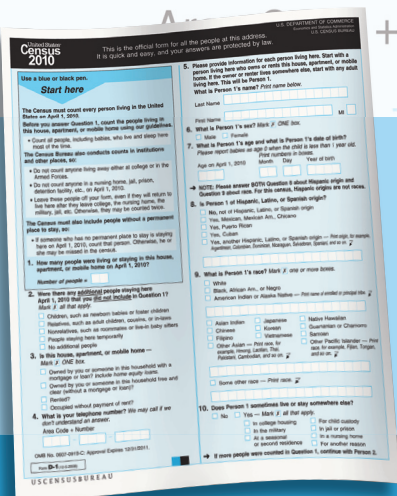 U.S. DEPARTMENT OF COMMERCE
Economics and Statistics Administration
U.S. CENSUS BUREAU
United States
Census
2010
This is the official form for all the people at this address.
It is quick and easy, and your answers are protected by law.
Use a blue or black pen.
Start here
The Census must count every person living in the United
States on April 1, 2010.
Before you answer Question 1, count the people living in
this house, apartment, or mobile home using our guidelines.
• Count all people, including babies, who live and sleep here
most of the time.
The Census Bureau also conducts counts in institutions
and other places, so:
• Do not count anyone living away either at college or in the
Armed Forces.
• Do not count anyone in a nursing home, jail, prison,
detention facility, etc., on April 1, 2010.
• Leave these people off your form, even if they will return to
live here after they leave college, the nursing home, the
military, jail, etc. Otherwise, they may be counted twice.
The Census must also include people without a permanent
place to stay, so:
• If someone who has no permanent place to stay is staying
here on April 1, 2010, count that person. Otherwise, he or
she may be missed in the census.
1. How many people were living or staying in this house,
apartment, or mobile home on April 1, 2010?
Number of people =
2. Were there any additional people staying here
April 1, 2010 that you did not include in Question 1?
Mark X all that apply.
Children, such as newborn babies or foster children
Relatives, such as adult children, cousins, or in-laws
Nonrelatives, such as roommates or live-in baby sitters
People staying here temporarily
No additional people
3. Is this house, apartment, or mobile home —
Mark X ONE box.
Owned by you or someone in this household with a
mortgage or loan? Include home equity loans.
Owned by you or someone in this household free and
clear (without a mortgage or loan)?
Rented?
Occupied without payment of rent?
4. What is your telephone number? We may call if we
don't understand an answer.
Area Code + Number
OMB No. 0607-0919-C: Approval Expires 12/31/2011.
Form D-1
USCENSUSBUREAU
5. Please provide information for each person living here. Start with a
person living here who owns or rents this house, apartment, or mobile
home. If the owner or renter lives somewhere else, start with any adult
living here. This will be Person 1.
What is Person 1's name? Print name below.
Last Name
First Name MI
6. What is Person 1's sex? Mark X ONE box.
Male Female
7. What is Person 1's age and what is Person 1's date of birth?
Please report babies as age 0 when the child is less than 1 year old.
Print numbers in boxes.
Age on April 1, 2010 Month Day Year of birth
→ NOTE: Please answer BOTH Question 8 about Hispanic origin and
Question 9 about race. For this census, Hispanic origins are not races.
8. Is Person 1 of Hispanic, Latino, or Spanish origin?
No, not of Hispanic, Latino, or Spanish origin
Yes, Mexican, Mexican Am., Chicano
Yes, Puerto Rican
Yes, Cuban
Yes, another Hispanic, Latino, or Spanish origin — Print origin, for example,
Argentinean, Colombian, Dominican, Nicaraguan, Salvadoran, Spaniard, and so on.
9. What is Person 1's race? Mark X one or more boxes.
White
Black, African Am., or Negro
American Indian or Alaska Native — Print name of enrolled or principal tribe.
Asian Indian Japanese Native Hawaiian
Chinese Korean Guamanian or Chamorro
Filipino Vietnamese Samoan
Other Asian — Print race, for Other Pacific Islander — Print
example, Hmong, Laotian, Thai, race, for example, Fijian, Tongan,
Pakistani, Cambodian, and so on. and so on.
Some other race — Print race.
10. Does Person 1 sometimes live or stay somewhere else?
No Yes — Mark X all that apply.
In college housing For child custody
In the military In jail or prison
At a seasonal In a nursing home
or second residence For another reason
→ If more people were counted in Question 1, continue with Person 2.